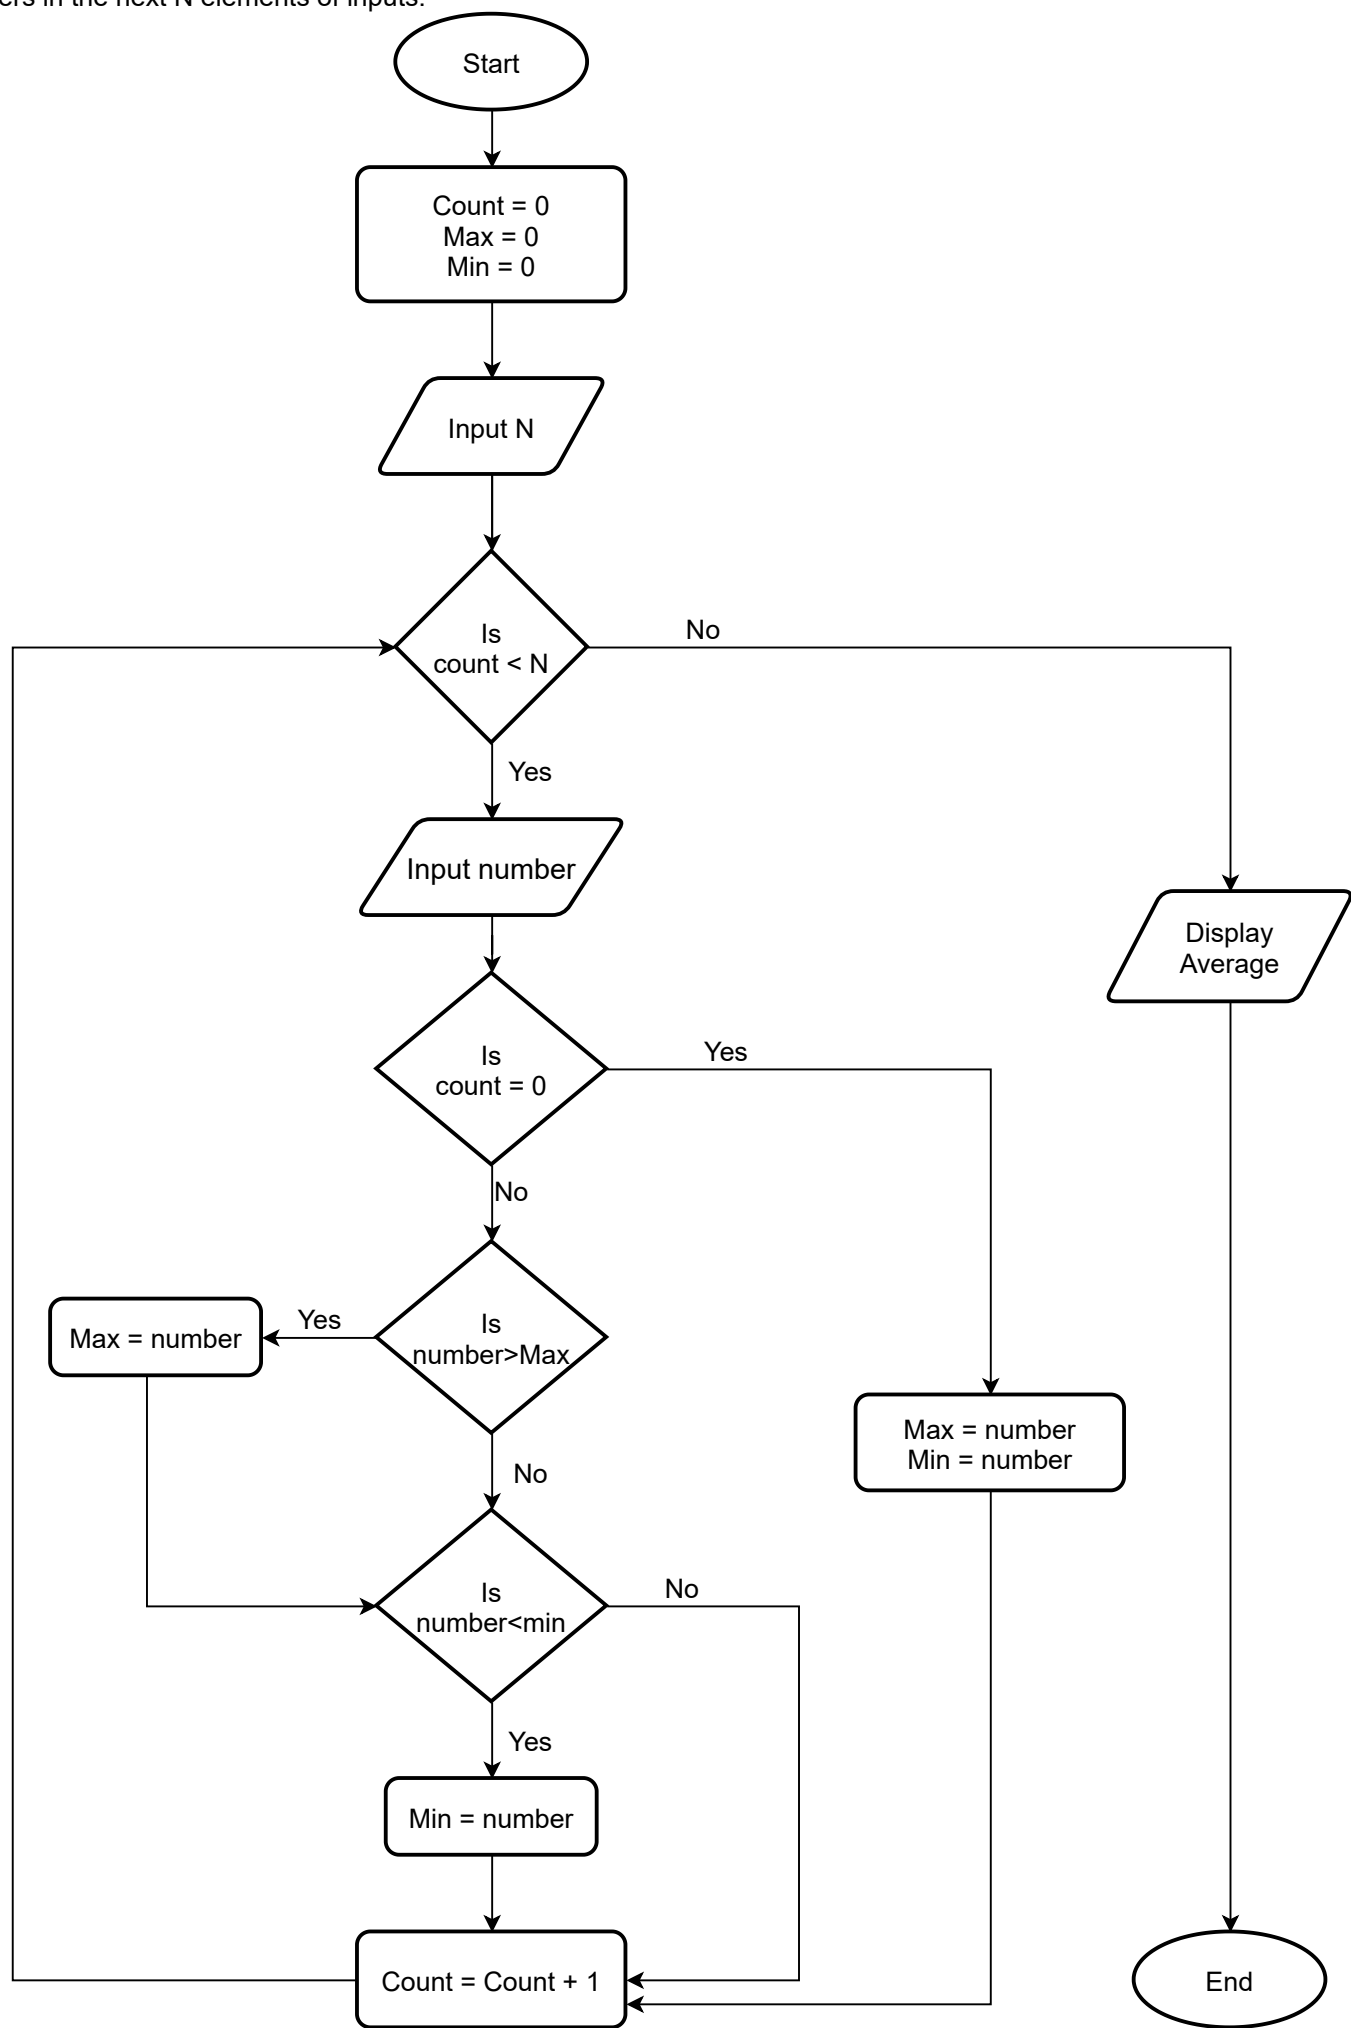 in the next N elements of inputs.
Start
Count = 0
Max = 0
Min = 0
Input N
Is
count < N
No
Yes
Input number
Display
Average
Is
count = 0
Yes
No
Is
number>Max
Yes
Max = number
Max = number
Min = number
No
Is
number<min
No
Yes
Min = number
Count = Count + 1
End